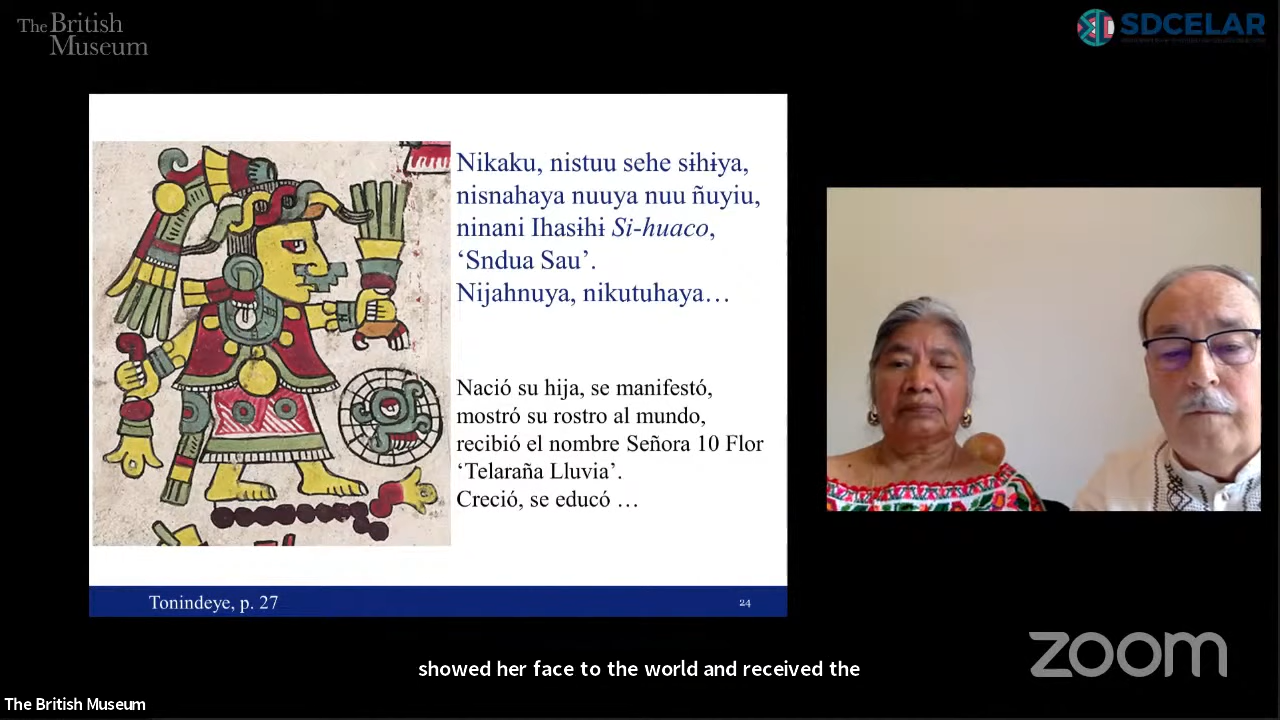 The British
Museum
SDCELAR
Nikaku, nistuu sehe sɨhɨya,
nisnahaya nuuya nuu ñuyiu,
ninani Ihasɨhɨ Si-huaco,
‘Sndua Sau’.
Nijahnuya, nikutuhaya…
Nació su hija, se manifestó,
mostró su rostro al mundo,
recibió el nombre Señora 10 Flor
‘Telaraña Lluvia’.
Creció, se educó …
Tonindeye, p. 27
24
showed her face to the world and received the
zoom
The British Museum